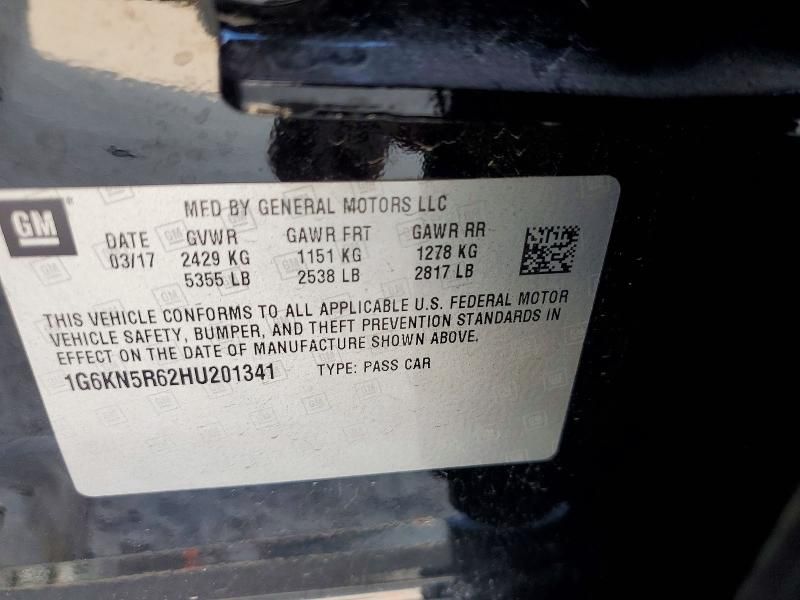 GM
MFD BY GENERAL MOTORS LLC
DATE GVWR GAWR FRT GAWR RR
03/17 2429 KG 1151 KG 1278 KG
5355 LB 2538 LB 2817 LB
THIS VEHICLE CONFORMS TO ALL APPLICABLE U.S. FEDERAL MOTOR
VEHICLE SAFETY, BUMPER, AND THEFT PREVENTION STANDARDS IN
EFFECT ON THE DATE OF MANUFACTURE SHOWN ABOVE.
1G6KN5R62HU201341 TYPE: PASS CAR